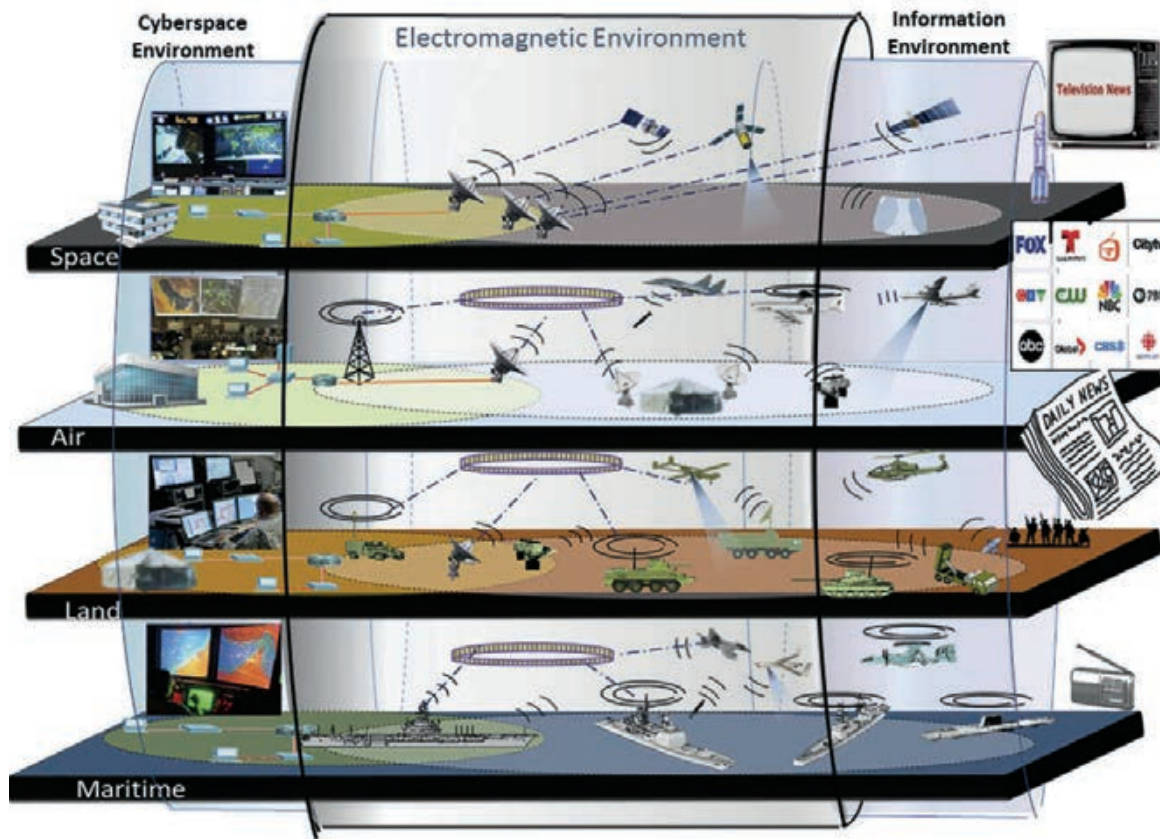 Cyberspace
Environment
Electromagnetic Environment
Information
Environment
Television News
Space
FOX
CW
NBC
abc
Global
CBS
Air
DAILY NEWS
Land
Maritime